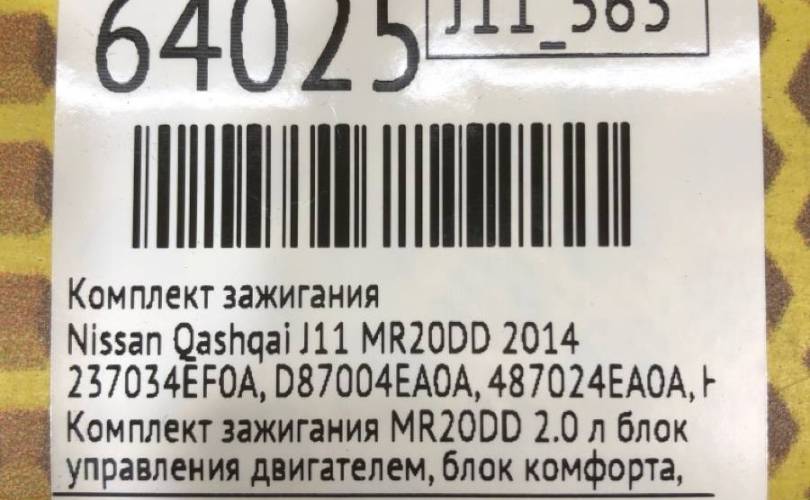 64025 J11_563
Комплект зажигания
Nissan Qashqai J11 MR20DD 2014
237034EF0A, D87004EA0A, 487024EA0A,
Комплект зажигания MR20DD 2.0 л блок
управления двигателем, блок комфорта,